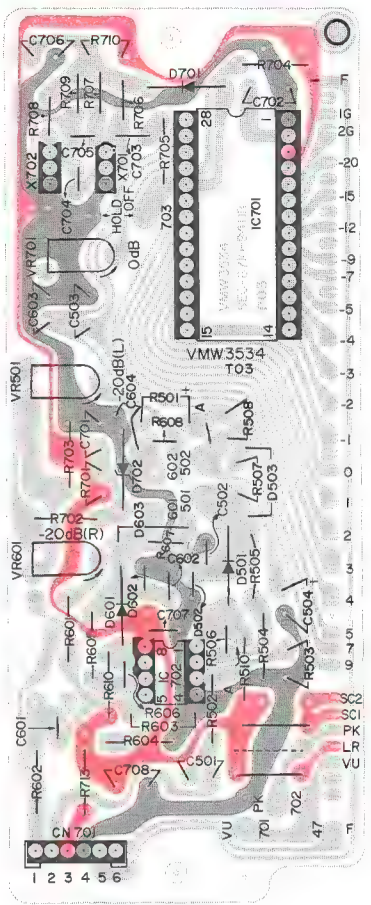 C706
R710
D701
R704
F
R709
R707
R708
R706
C702
1G
2G
28
1
-20
X702
C705
X701
C703
R705
-15
C704
HOLD
OFF
703
IC701
-12
VR701
0dB
-9
-7
-5
C603
C503
15
14
-4
VMW3534
T03
-3
VR501
-20dB(L)
C604
R501
+
A
R508
-2
R608
-1
R703
C701
R701
D702
602
502
R507
D503
0
601
501
C502
1
R702
-20dB(R)
D603
2
VR601
C602
D501
R505
3
D601
D602
C504
+
4
C707
D502
R601
8
R506
R504
5
7
R610
IC
702
R510
R503
9
5
R606
R603
R502
A
SC2
SC1
C601
R604
PK
LR
R602
R713
C708
C501
VU
PK
702
CN701
VU
701
47
F
1 2 3 4 5 6